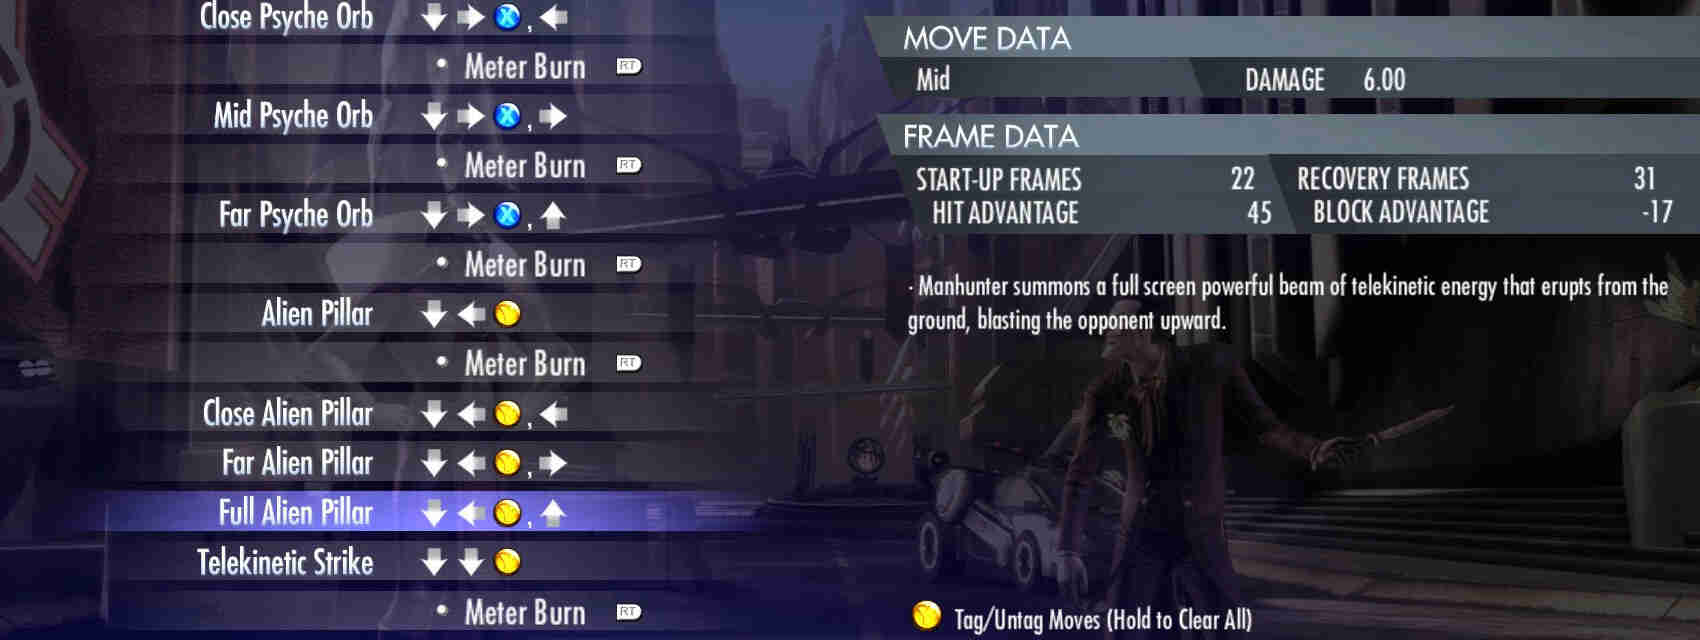 Close Psyche Orb X ,
• Meter Burn RT
Mid Psyche Orb X ,
• Meter Burn RT
Far Psyche Orb X ,
• Meter Burn RT
Alien Pillar Y
• Meter Burn RT
Close Alien Pillar Y ,
Far Alien Pillar Y ,
Full Alien Pillar Y ,
Telekinetic Strike Y
• Meter Burn RT
MOVE DATA
Mid DAMAGE 6.00
FRAME DATA
START-UP FRAMES 22 RECOVERY FRAMES 31
HIT ADVANTAGE 45 BLOCK ADVANTAGE -17
· Manhunter summons a full screen powerful beam of telekinetic energy that erupts from the
ground, blasting the opponent upward.
Y Tag/Untag Moves (Hold to Clear All)